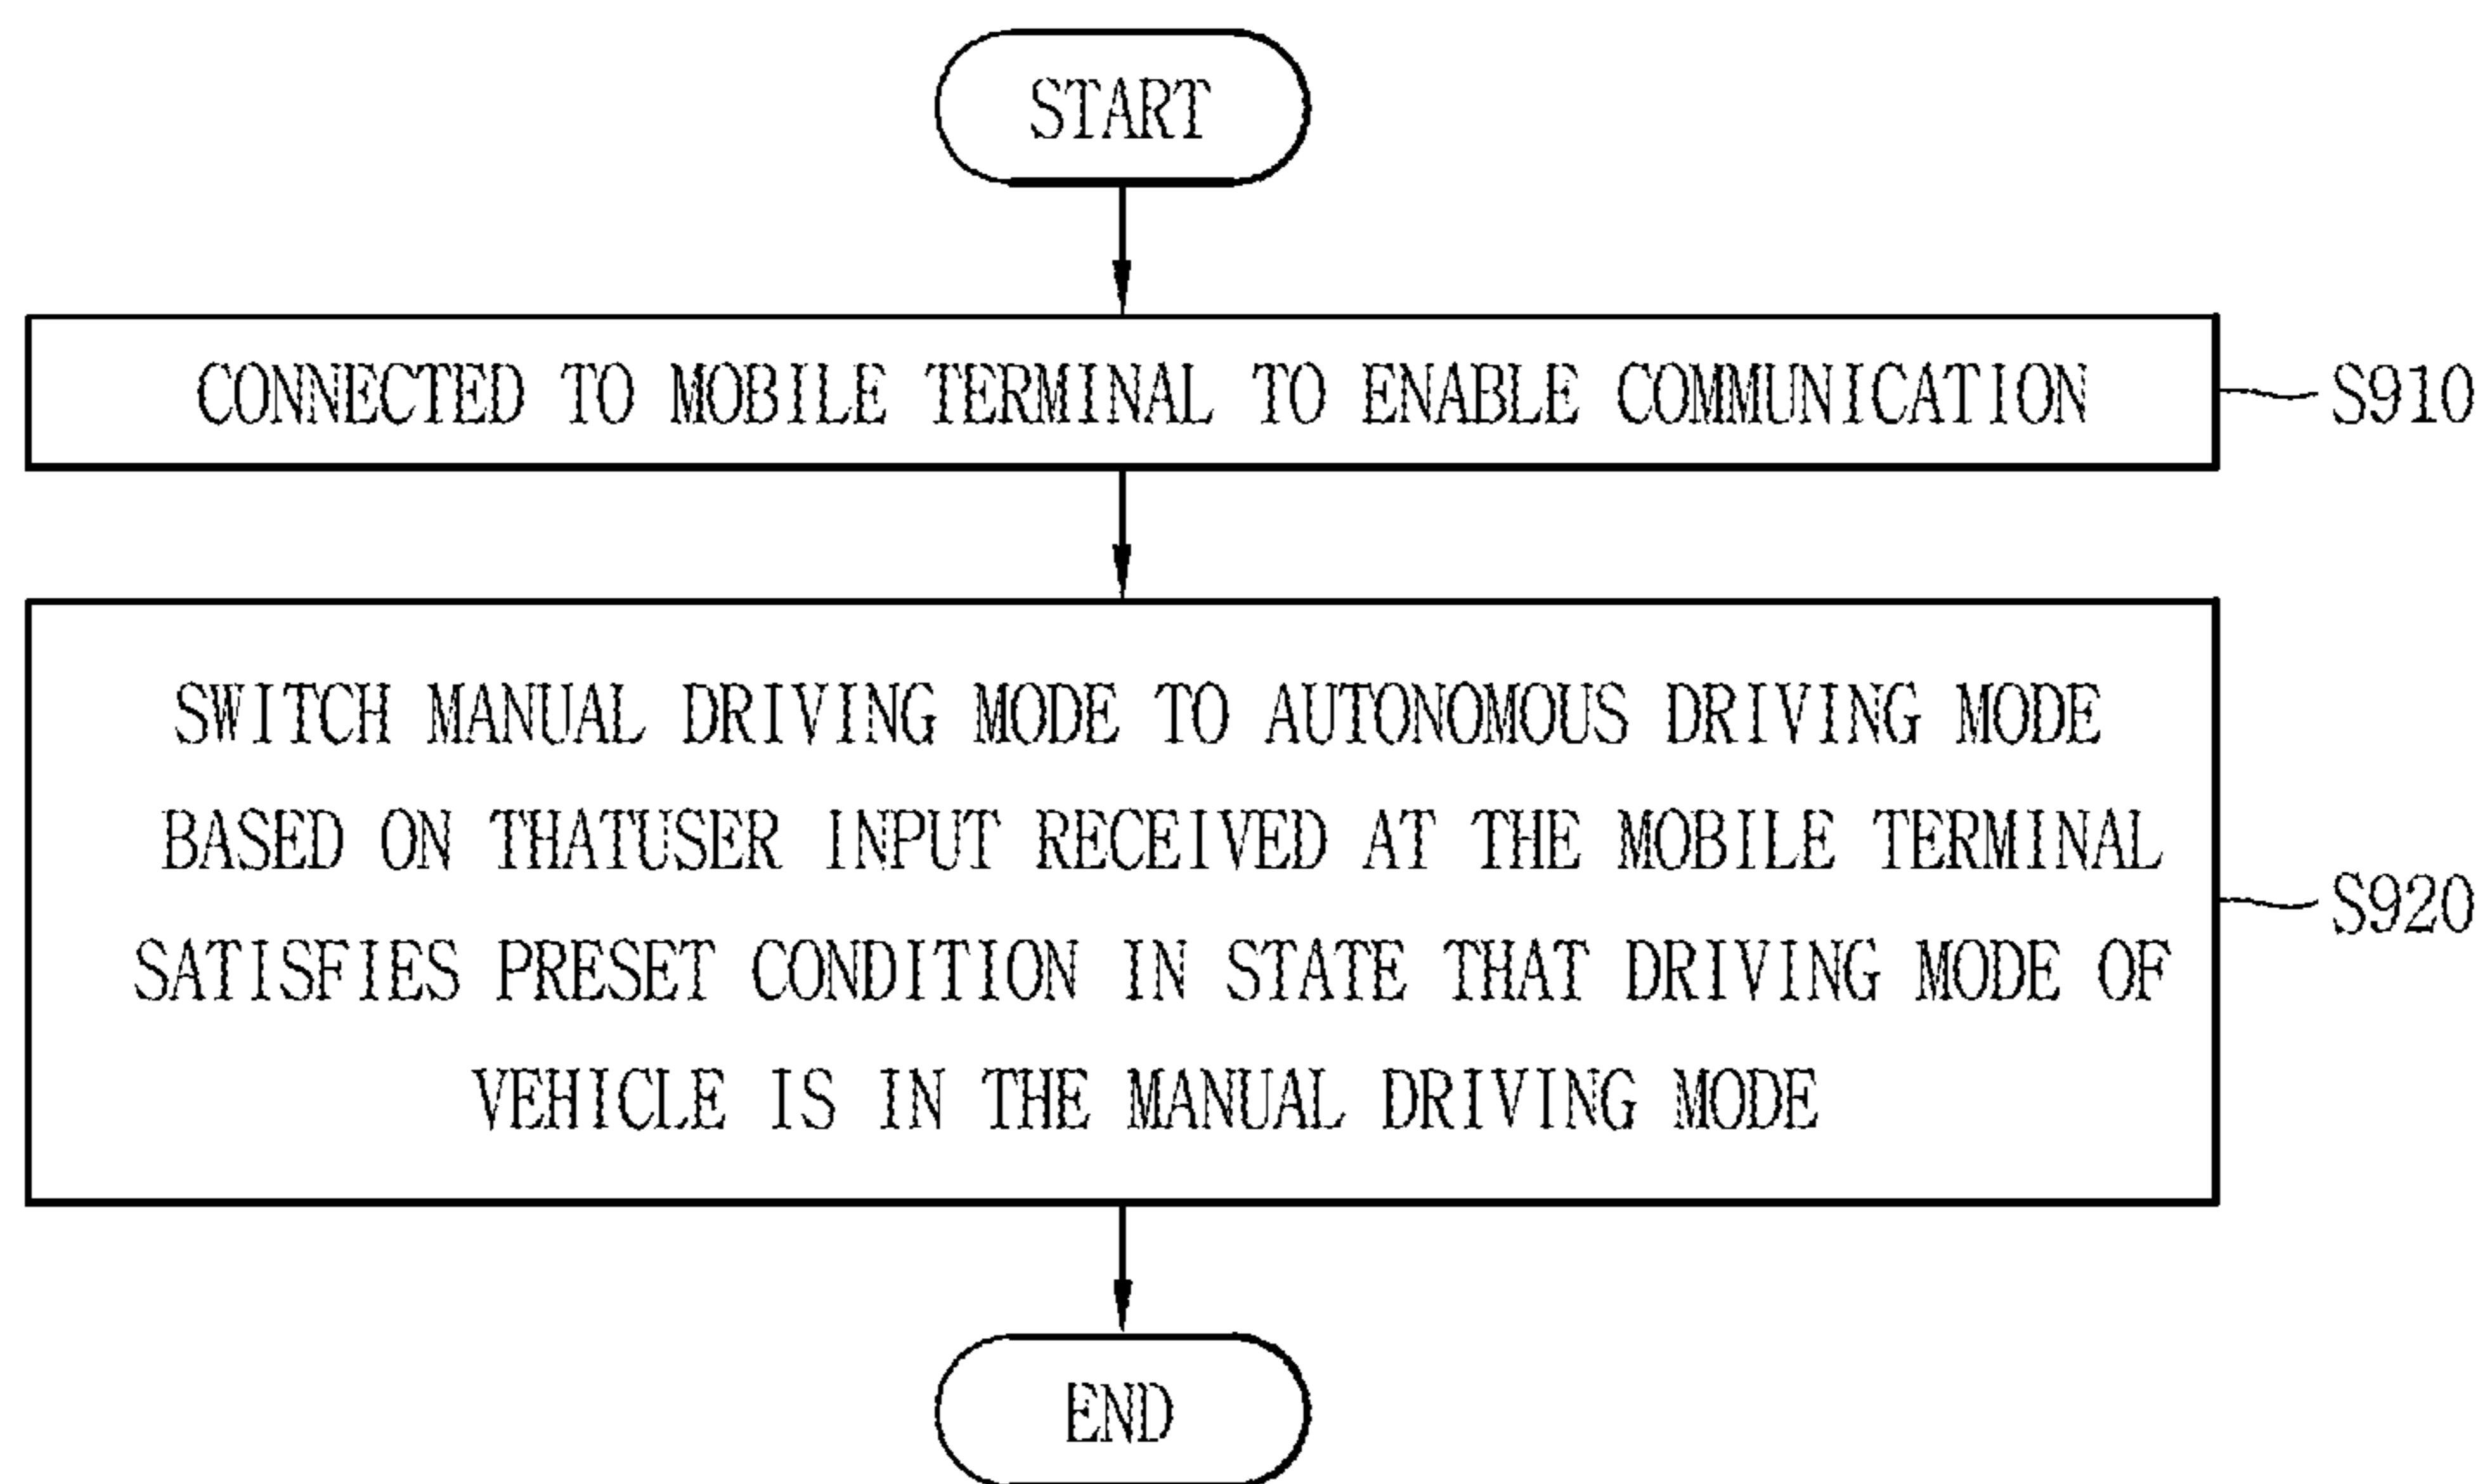 START
CONNECTED TO MOBILE TERMINAL TO ENABLE COMMUNICATION
S910
SWITCH MANUAL DRIVING MODE TO AUTONOMOUS DRIVING MODE
BASED ON THATUSER INPUT RECEIVED AT THE MOBILE TERMINAL
SATISFIES PRESET CONDITION IN STATE THAT DRIVING MODE OF
VEHICLE IS IN THE MANUAL DRIVING MODE
S920
END